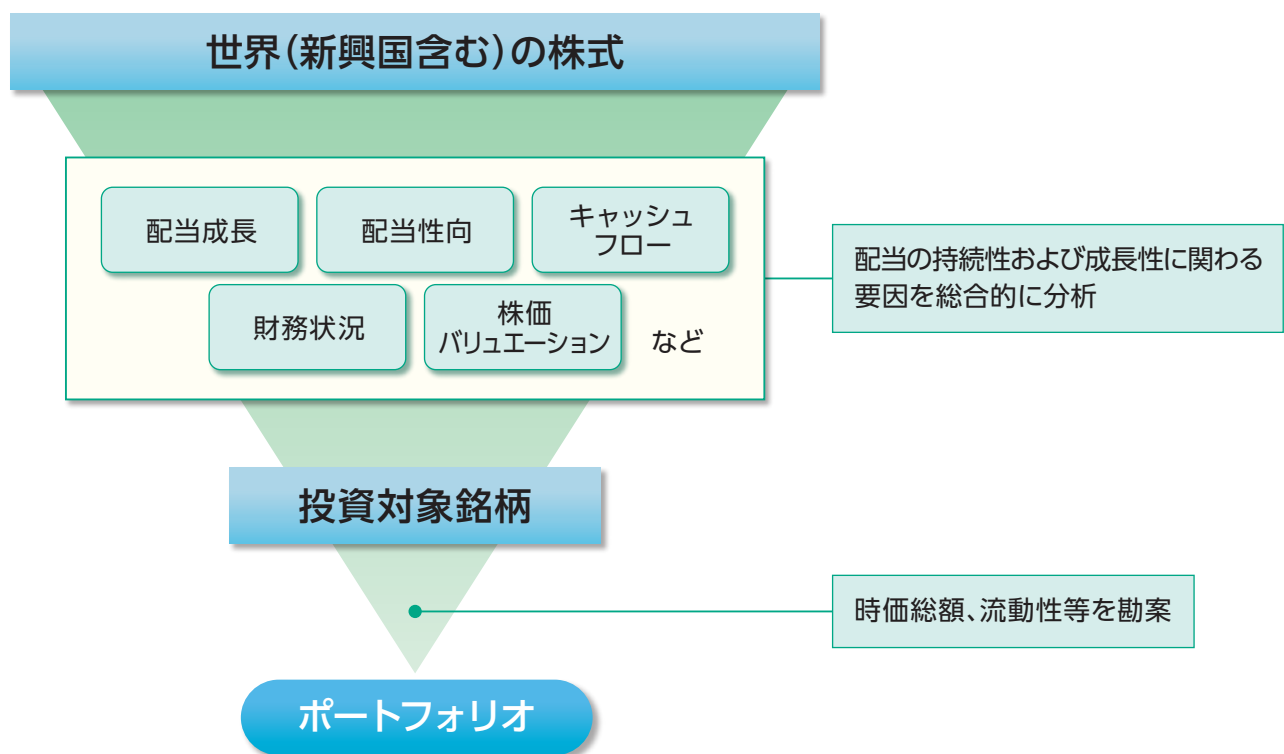 世界(新興国含む)の株式
配当成長
配当性向
キャッシュ
フロー
財務状況
株価
バリュエーション
など
配当の持続性および成長性に関わる
要因を総合的に分析
投資対象銘柄
時価総額、流動性等を勘案
ポートフォリオ